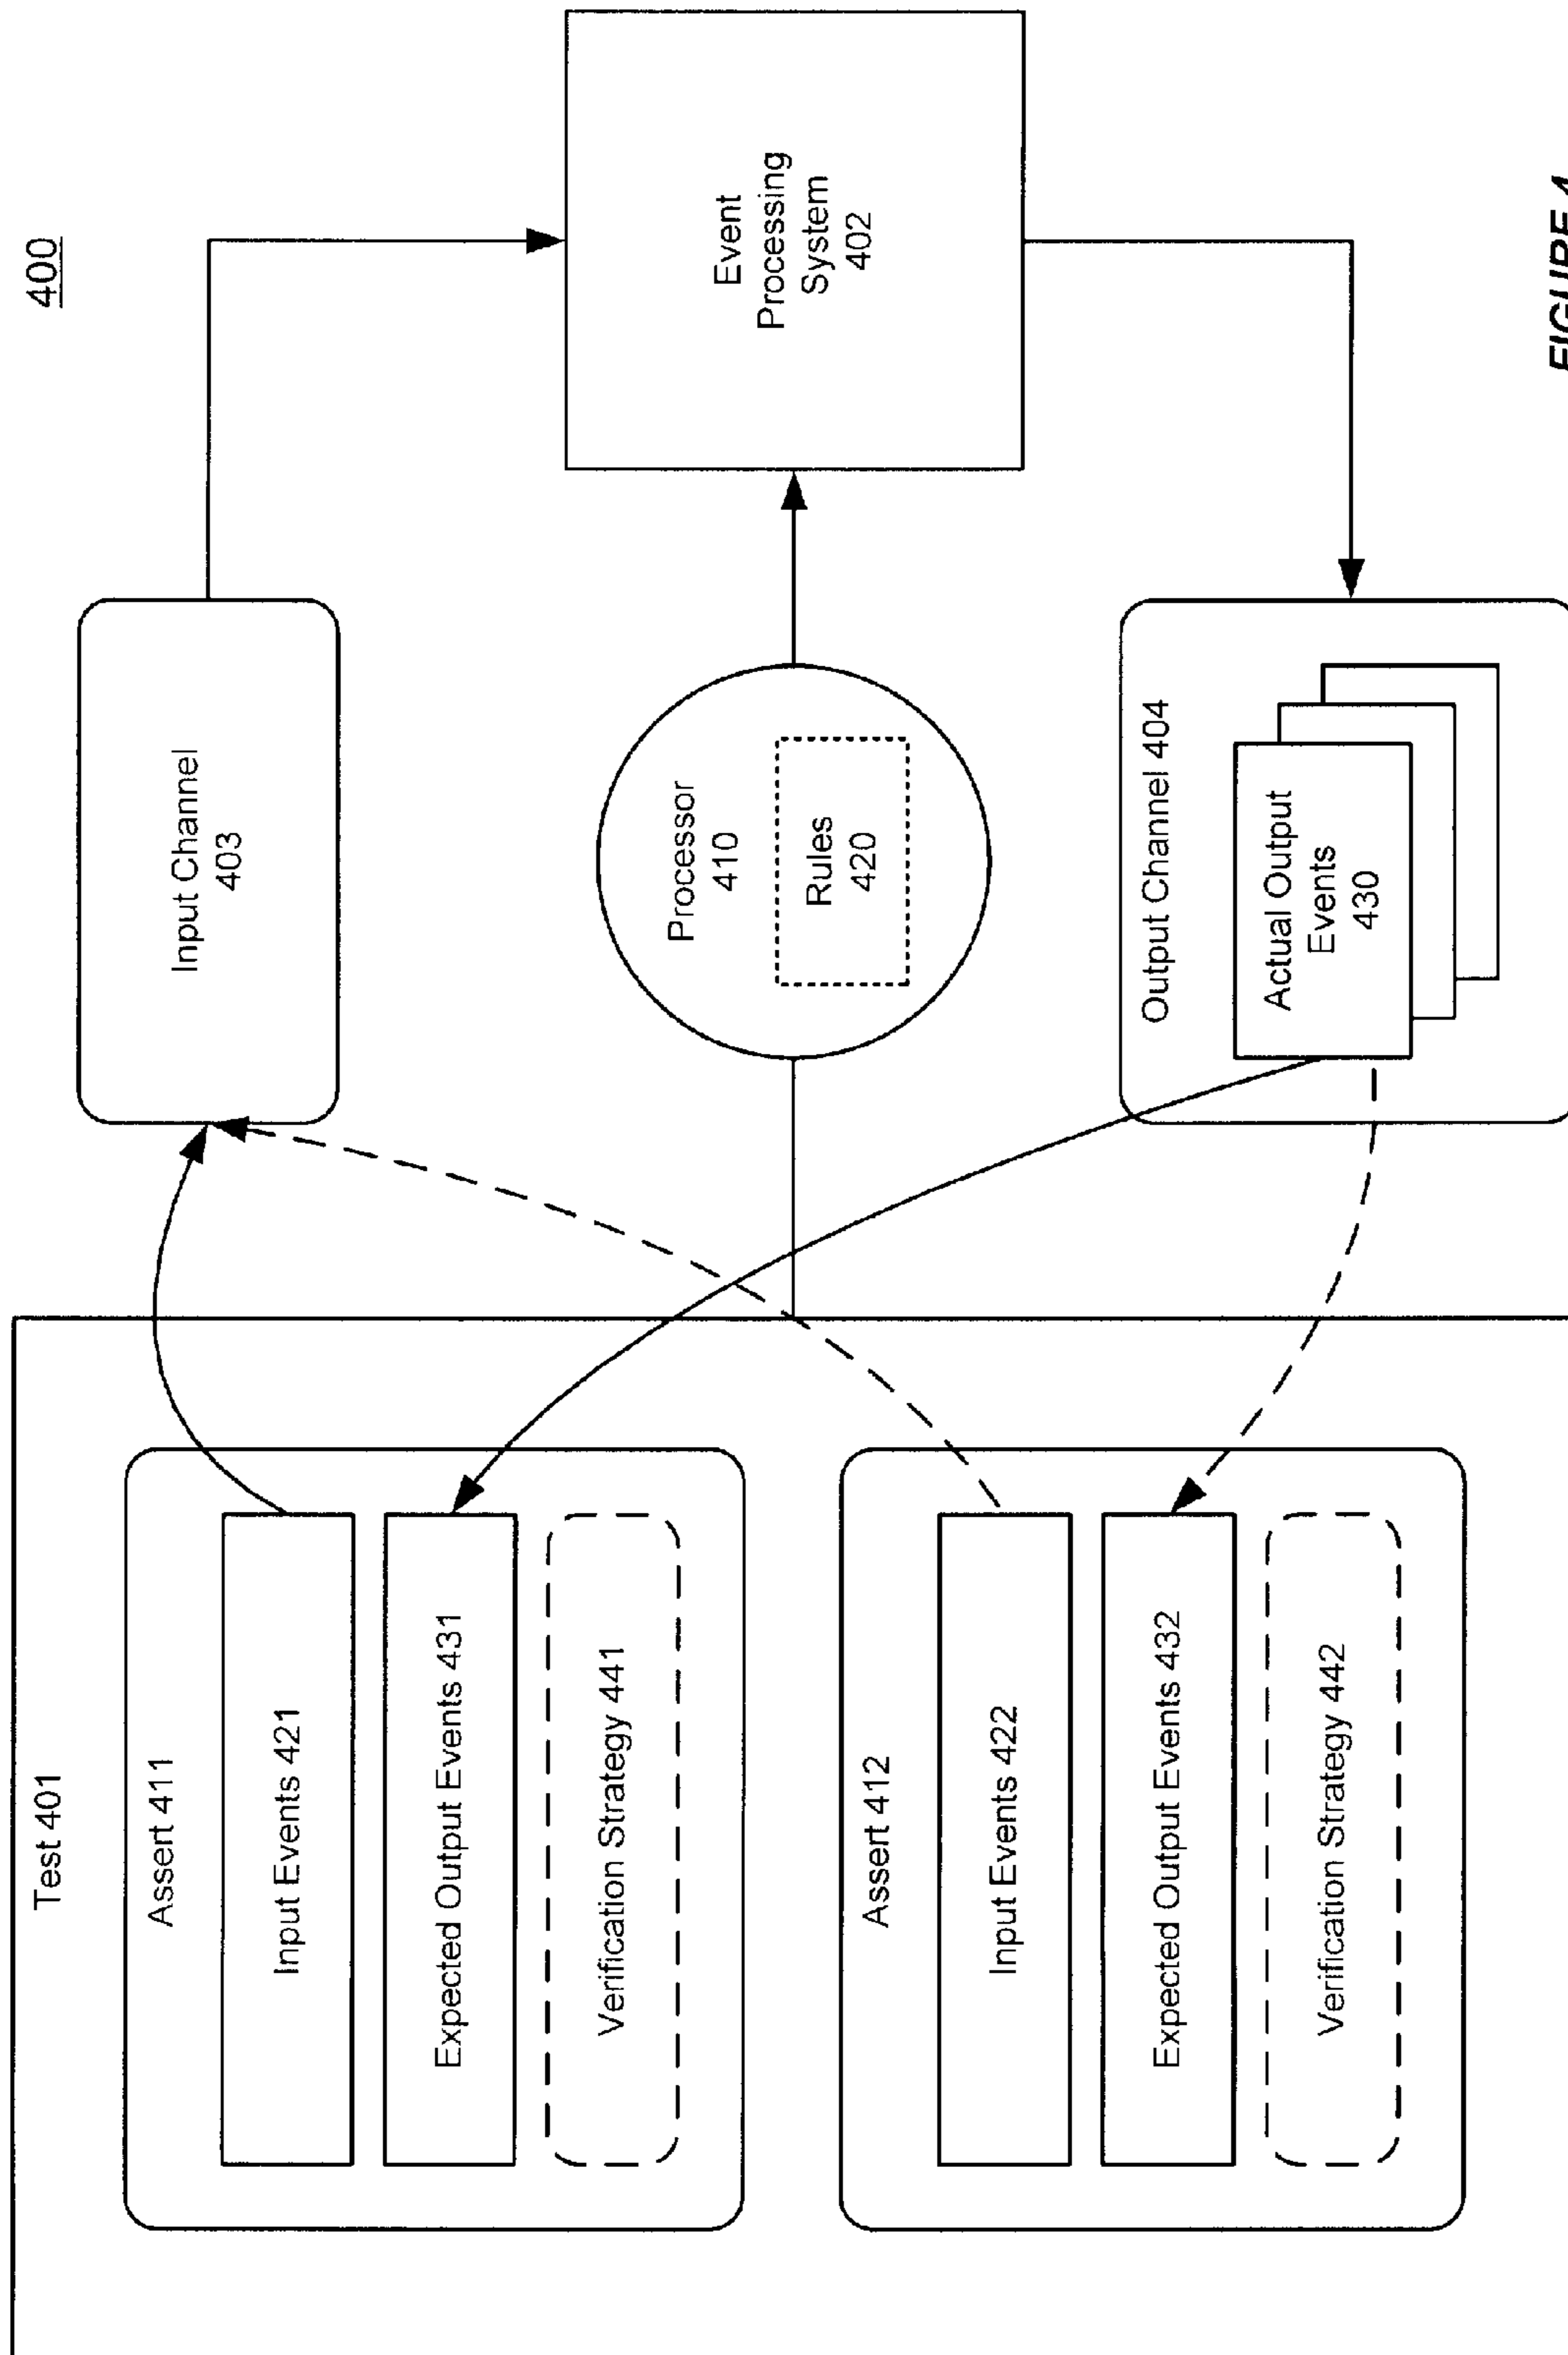 400
Test 401
Assert 411
Input Events 421
Expected Output Events 431
Verification Strategy 441
Assert 412
Input Events 422
Expected Output Events 432
Verification Strategy 442
Input Channel
403
Processor
410
Rules
420
Output Channel 404
Actual Output
Events
430
Event
Processing
System
402
FIGURE 4